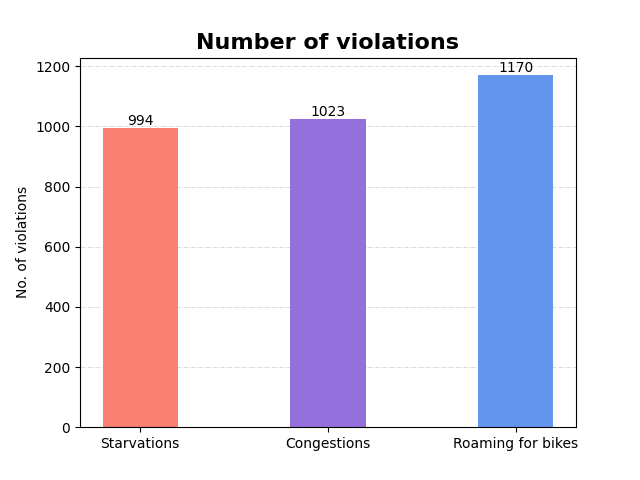 Number of violations
1200
1000
800
600
400
200
0
No. of violations
994
1023
1170
Starvations
Congestions
Roaming for bikes